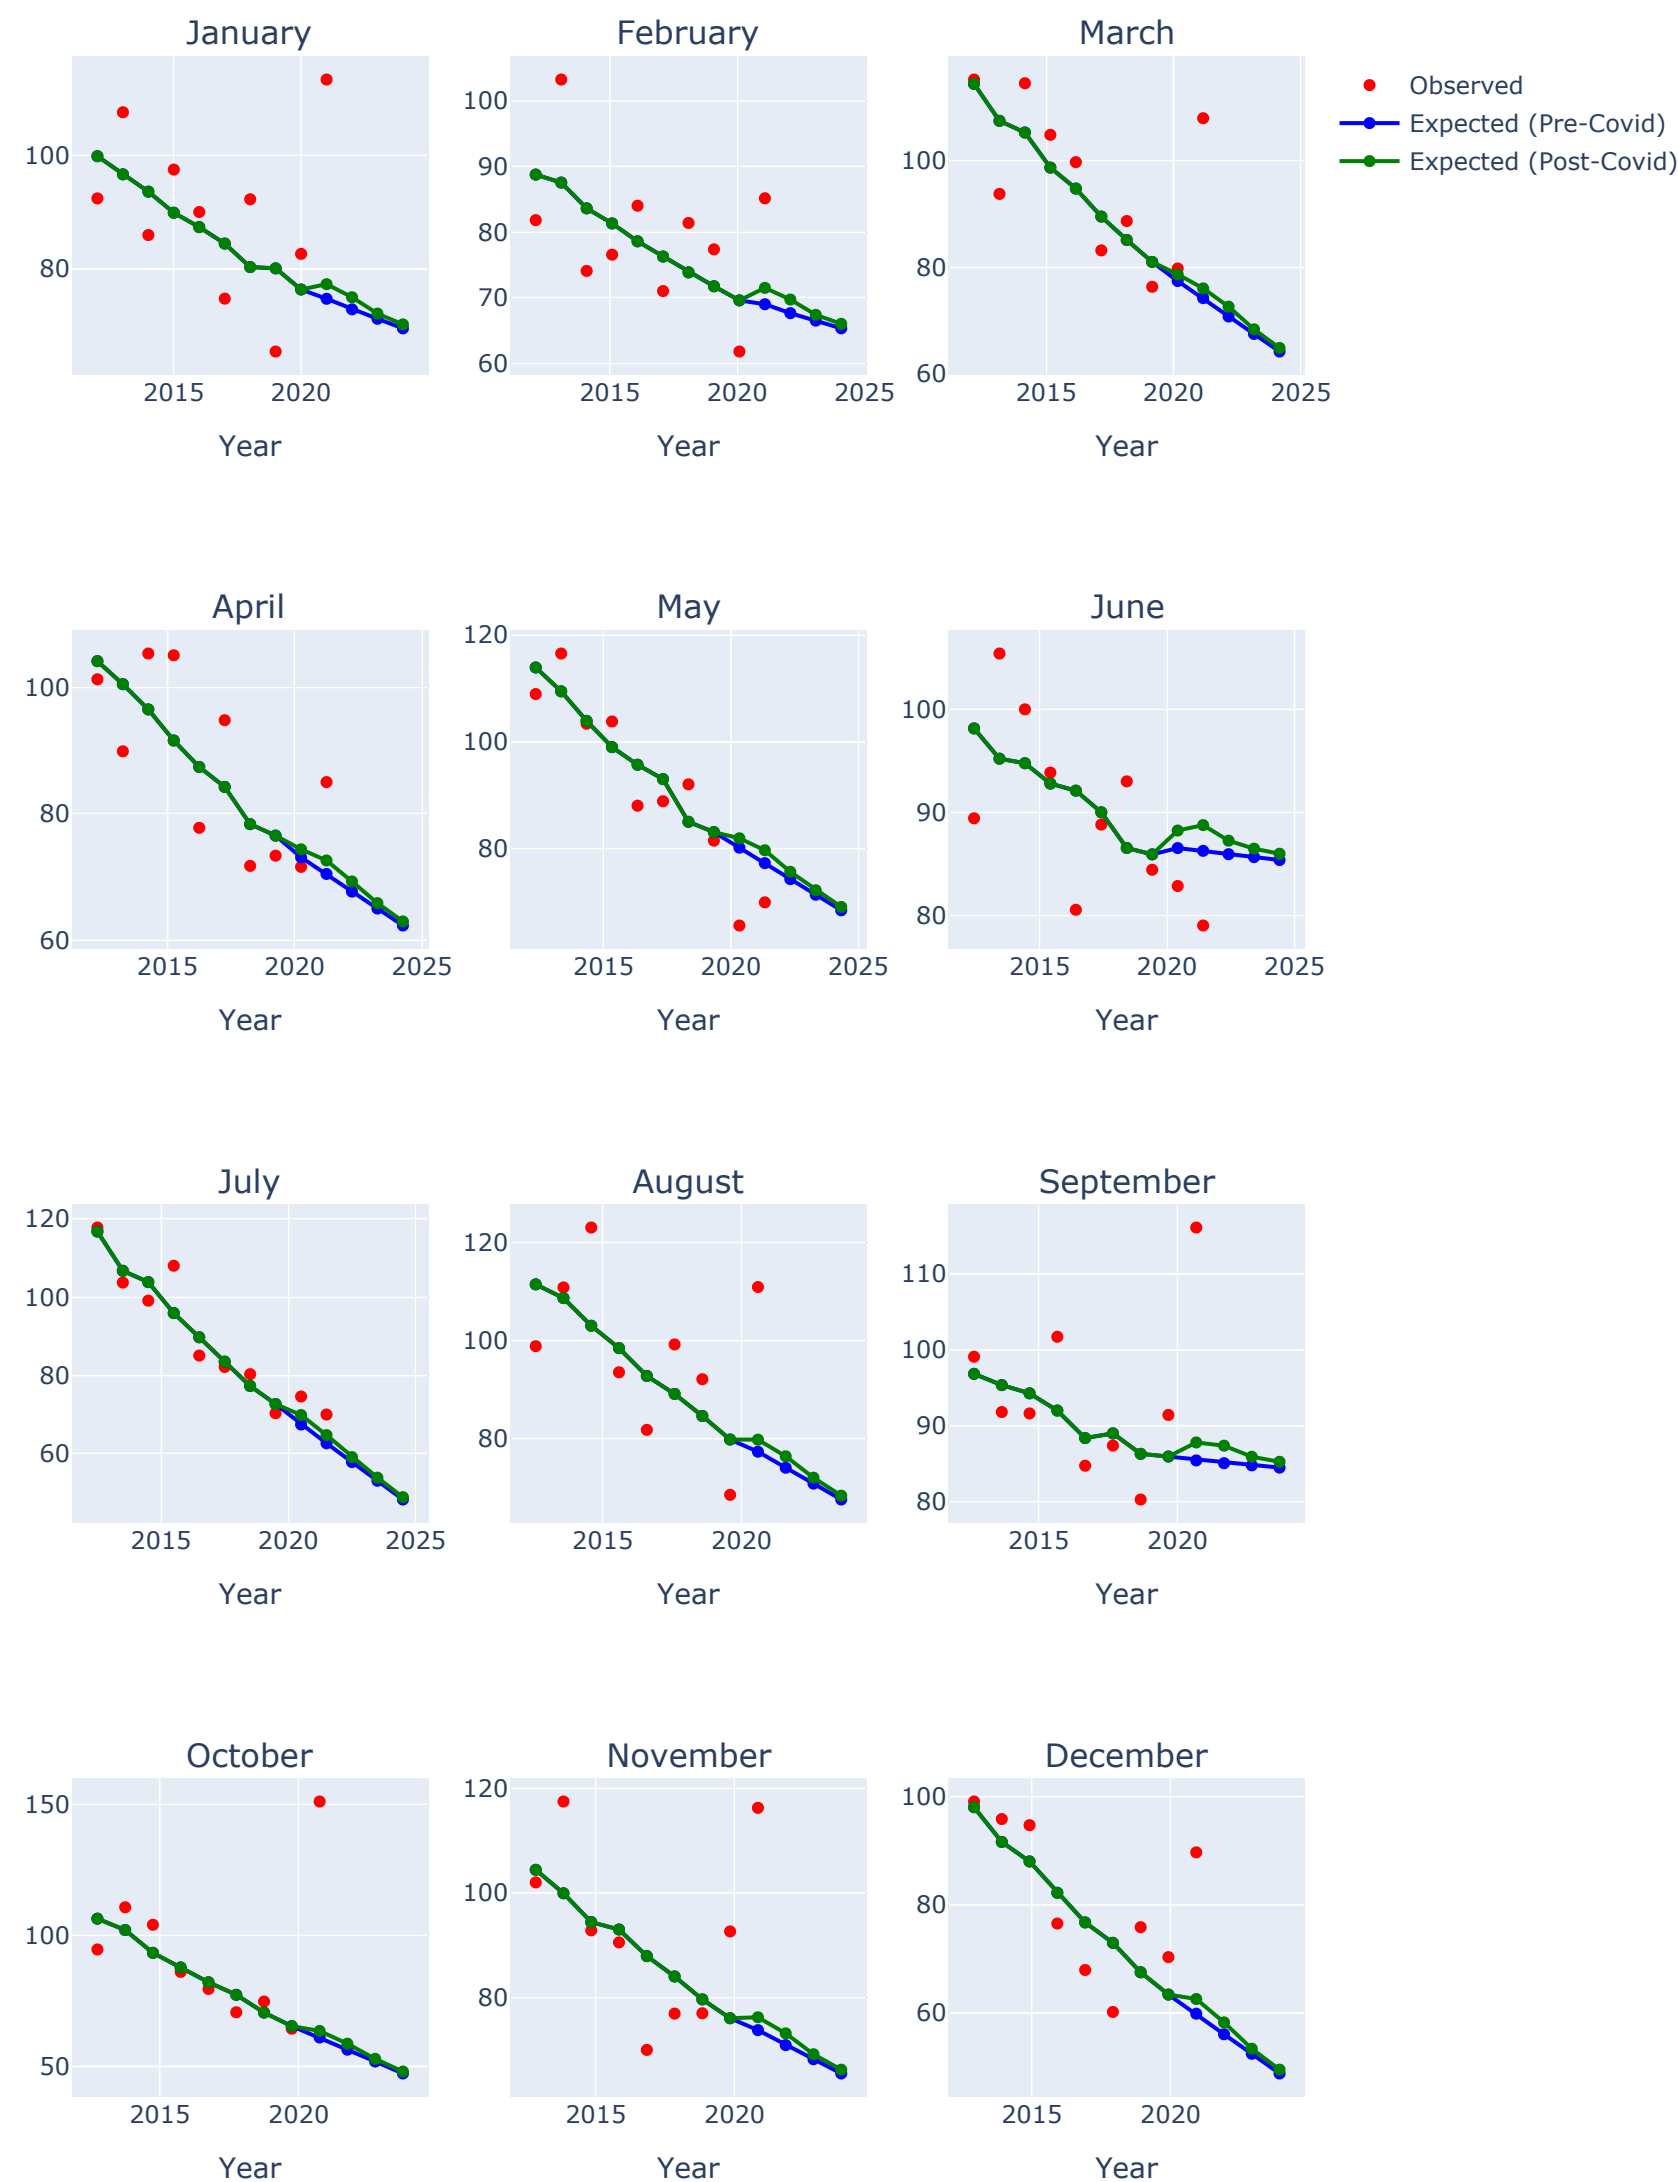 January
February
March
Observed
Expected (Pre-Covid)
Expected (Post-Covid)
100
80
2015
2020
Year
100
90
80
70
60
2015
2020
2025
Year
100
80
60
2015
2020
2025
Year
April
May
June
100
80
60
2015
2020
2025
Year
120
100
80
2015
2020
2025
Year
100
90
80
2015
2020
2025
Year
July
August
September
120
100
80
60
2015
2020
2025
Year
120
100
80
2015
2020
Year
110
100
90
80
2015
2020
Year
October
November
December
150
100
50
2015
2020
Year
120
100
80
2015
2020
Year
100
80
60
2015
2020
Year